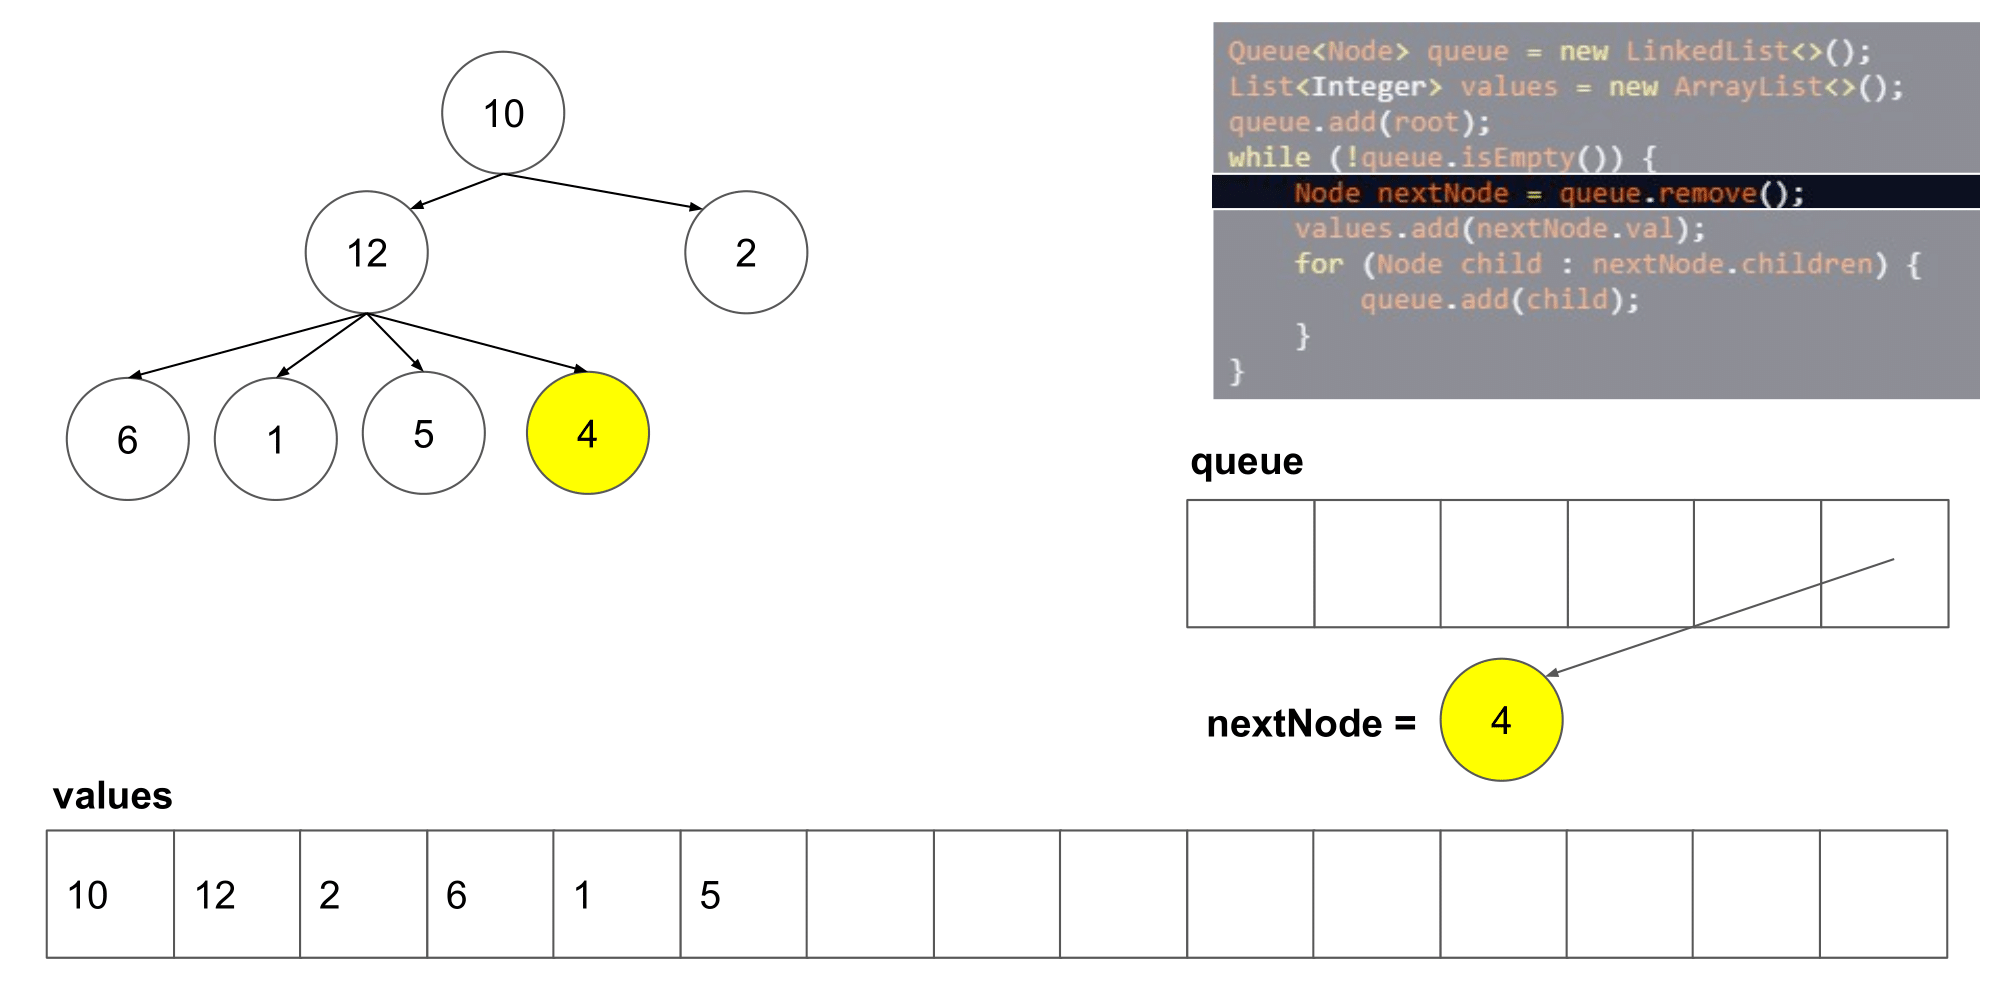 10
12
2
6
1
5
4
Queue<Node> queue = new LinkedList<>();
List<Integer> values = new ArrayList<>();
queue.add(root);
while (!queue.isEmpty()) {
    Node nextNode = queue.remove();
    values.add(nextNode.val);
    for (Node child : nextNode.children) {
        queue.add(child);
    }
}
queue
nextNode = 4
values
10 12 2 6 1 5